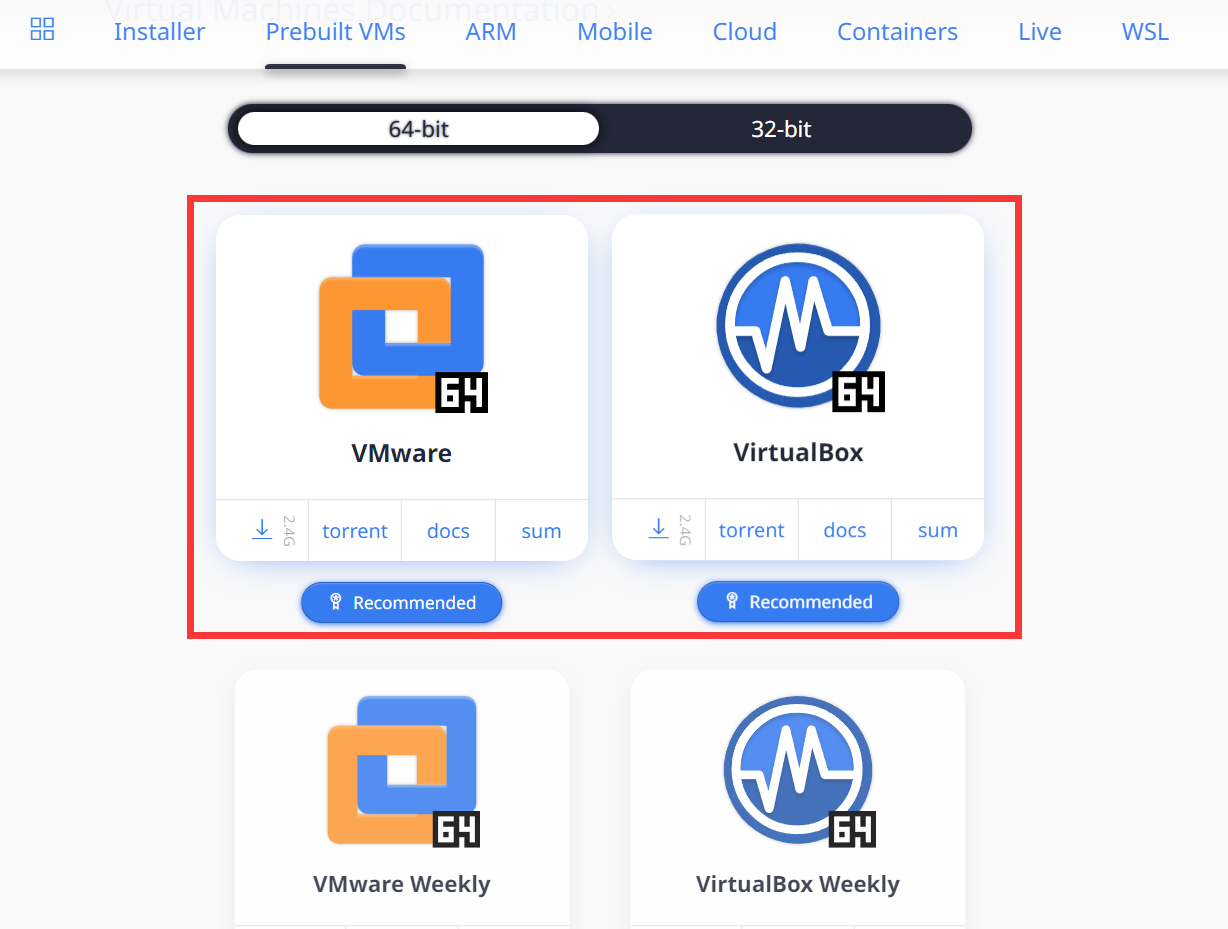 Virtual Machines Documentation ›
Installer Prebuilt VMs ARM Mobile Cloud Containers Live WSL
64-bit 32-bit
64 64
VMware VirtualBox
2.4G torrent docs sum 2.4G torrent docs sum
Recommended Recommended
64 64
VMware Weekly VirtualBox Weekly